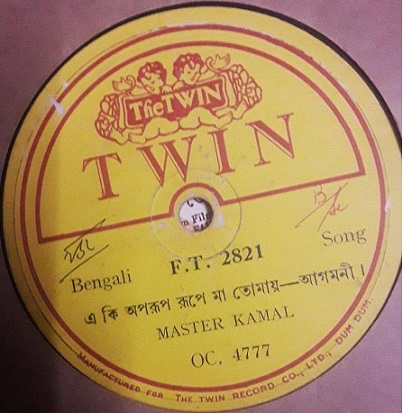 The TWIN
TWIN
F.T. 2821
Bengali
Song
এ কি অপরূপ রূপে মা তোমায়—আগমনী।
MASTER KAMAL
OC. 4777
MANUFACTURED FOR THE TWIN RECORD CO., LTD., DUM DUM.